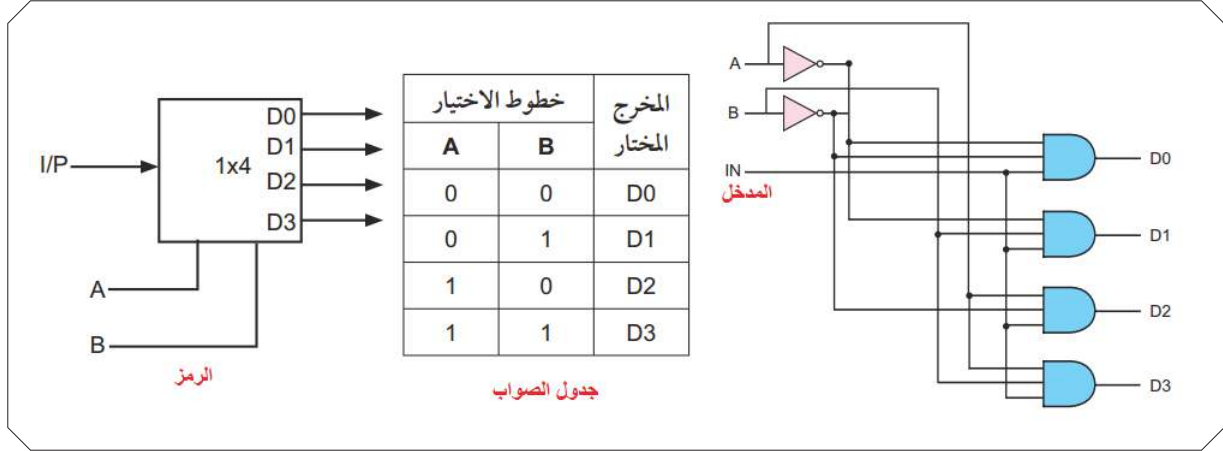 I/P
1x4
D0
D1
D2
D3
A
B
الرمز
خطوط الاختيار
المخرج المختار
A B
0 0 D0
0 1 D1
1 0 D2
1 1 D3
جدول الصواب
A
B
IN
المدخل
D0
D1
D2
D3